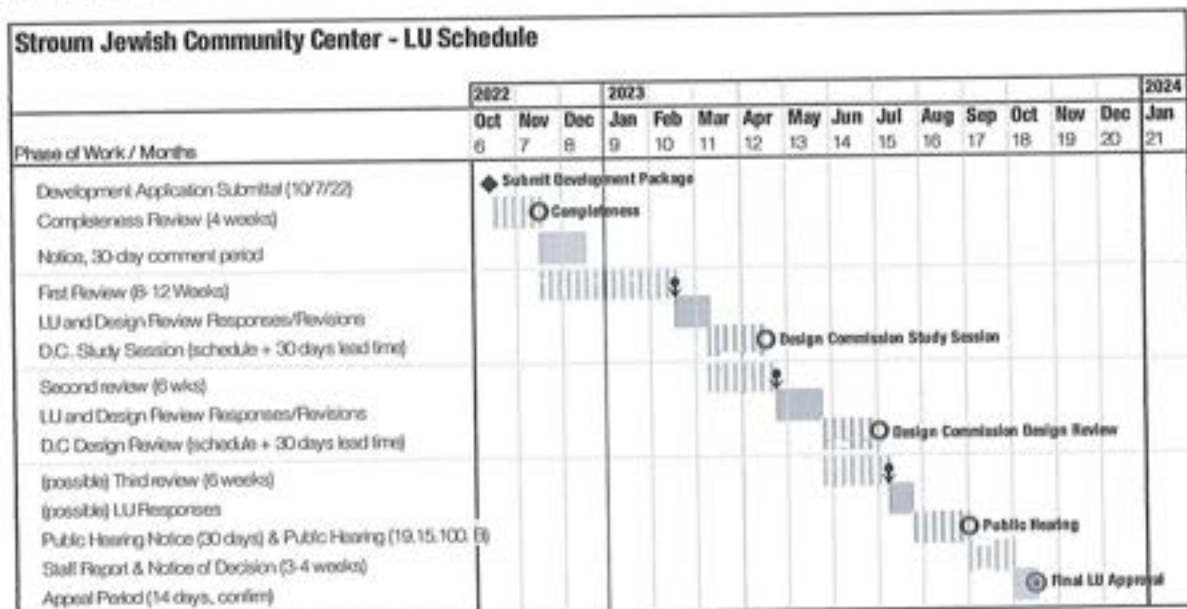 Stroum Jewish Community Center - LU Schedule
2022 2023 2024
Oct Nov Dec Jan Feb Mar Apr May Jun Jul Aug Sep Oct Nov Dec Jan
Phase of Work / Months 6 7 8 9 10 11 12 13 14 15 16 17 18 19 20 21
Development Application Submittal (10/7/22) Submit Development Package
Completeness Review (4 weeks) Completeness
Notice, 30-day comment period
First Review (8-12 Weeks)
LU and Design Review Responses/Revisions
D.C. Study Session (schedule + 30 days lead time) Design Commission Study Session
Second review (6 wks)
LU and Design Review Responses/Revisions
D.C Design Review (schedule + 30 days lead time) Design Commission Design Review
(possible) Third review (6 weeks)
(possible) LU Responses
Public Hearing Notice (30 days) & Public Hearing (19.15.100. B) Public Hearing
Staff Report & Notice of Decision (3-4 weeks)
Appeal Period (14 days, confirm) Final LU Approval